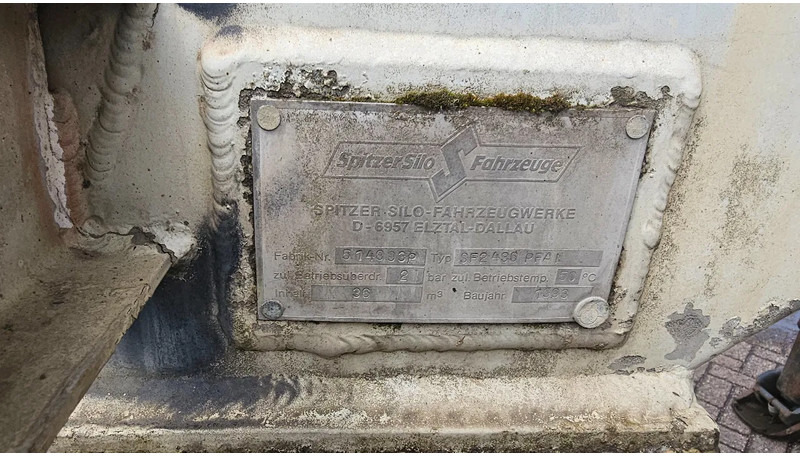 SpitzerSilo S Fahrzeuge
SPITZER-SILO-FAHRZEUGWERKE
D-6957 ELZTAL-DALLAU
Fabrik-Nr. Typ
zul. Betriebsüberdr. 2 bar zul. Betriebstemp. °C
Inhalt 36 m³ Baujahr